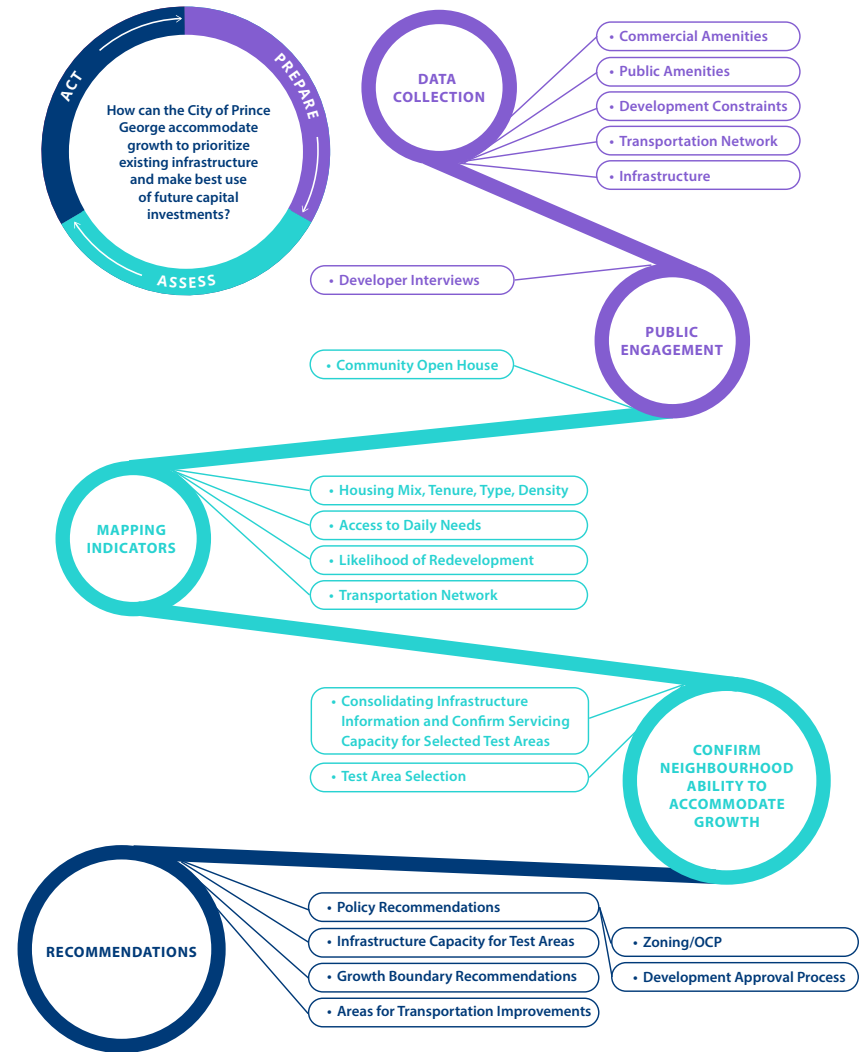 ACT
PREPARE
ASSESS
How can the City of Prince
George accommodate
growth to prioritize
existing infrastructure
and make best use
of future capital
investments?
DATA
COLLECTION
• Commercial Amenities
• Public Amenities
• Development Constraints
• Transportation Network
• Infrastructure
• Developer Interviews
PUBLIC
ENGAGEMENT
• Community Open House
MAPPING
INDICATORS
• Housing Mix, Tenure, Type, Density
• Access to Daily Needs
• Likelihood of Redevelopment
• Transportation Network
• Consolidating Infrastructure
Information and Confirm Servicing
Capacity for Selected Test Areas
• Test Area Selection
CONFIRM
NEIGHBOURHOOD
ABILITY TO
ACCOMMODATE
GROWTH
RECOMMENDATIONS
• Policy Recommendations
• Infrastructure Capacity for Test Areas
• Growth Boundary Recommendations
• Areas for Transportation Improvements
• Zoning/OCP
• Development Approval Process